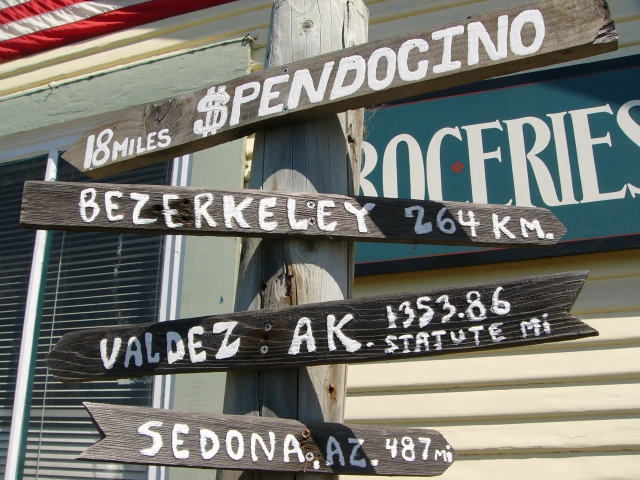 $PENDOCINO
18 MILES
ROCERIES
BEZERKELEY 264 KM.
VALDEZ AK. 1353.86 STATUTE Mi
SEDONA, AZ. 487 mi